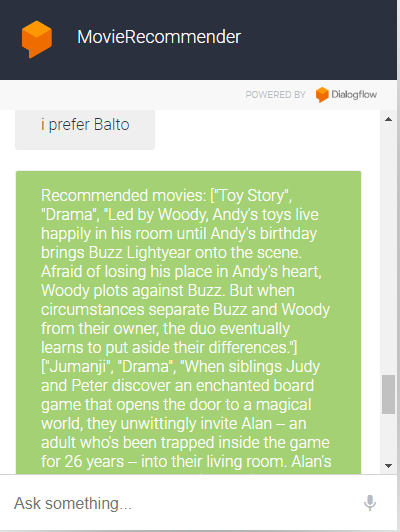 MovieRecommender
POWERED BY Dialogflow
i prefer Balto
Recommended movies: ["Toy Story",
"Drama", "Led by Woody, Andy's toys live
happily in his room until Andy's birthday
brings Buzz Lightyear onto the scene.
Afraid of losing his place in Andy's heart,
Woody plots against Buzz. But when
circumstances separate Buzz and Woody
from their owner, the duo eventually
learns to put aside their differences."]
["Jumanji", "Drama", "When siblings Judy
and Peter discover an enchanted board
game that opens the door to a magical
world, they unwittingly invite Alan -- an
adult who's been trapped inside the game
for 26 years -- into their living room. Alan's
Ask something...